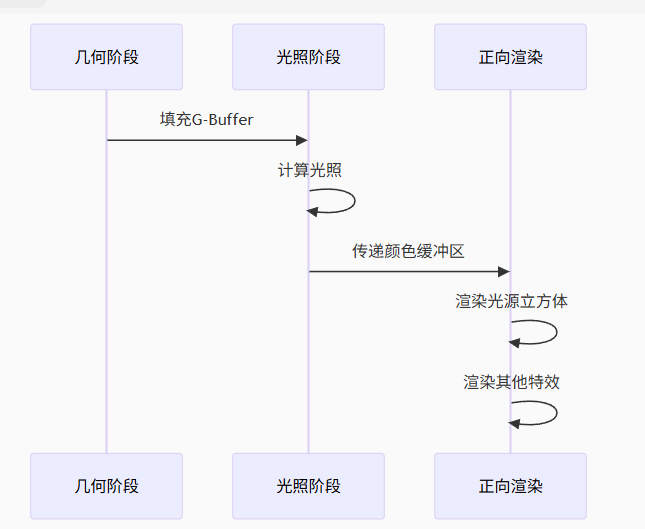 几何阶段
光照阶段
正向渲染
填充G-Buffer
计算光照
传递颜色缓冲区
渲染光源立方体
渲染其他特效
几何阶段
光照阶段
正向渲染